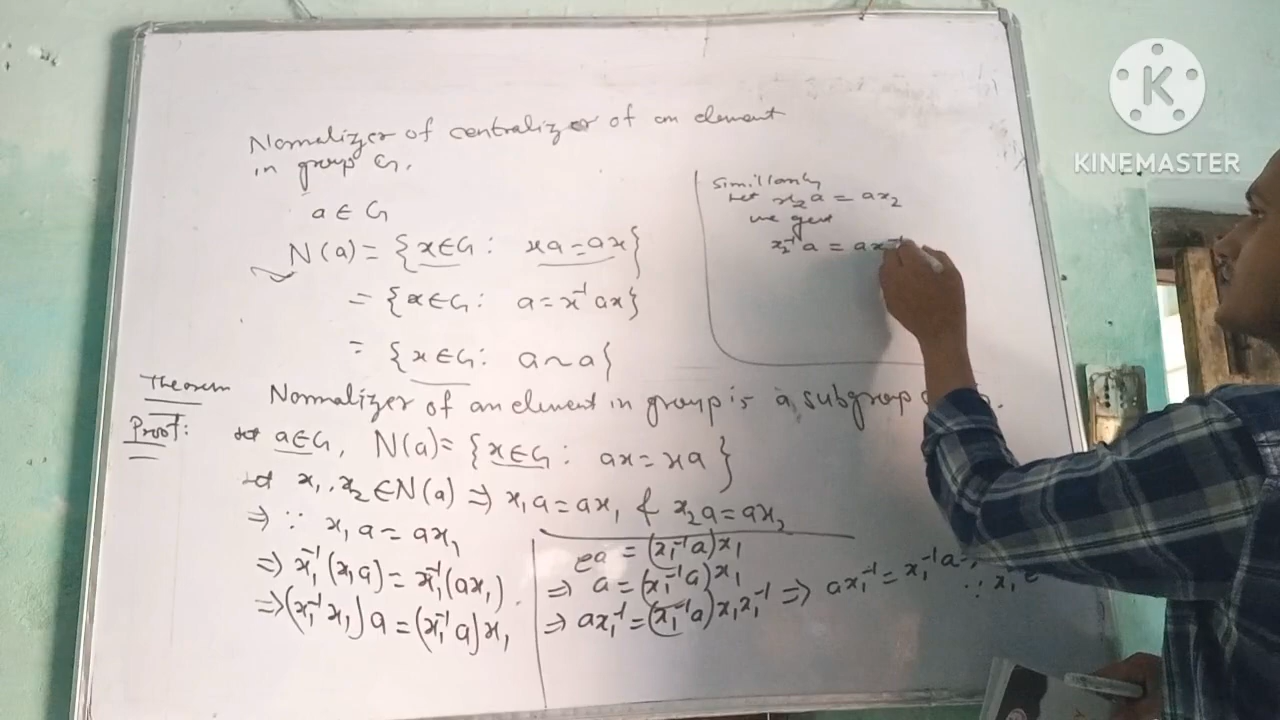 Normalizer of centralizer of an element
in group G.
a ∈ G
N(a) = {x∈G : xa = ax}
= {x∈G : a = x⁻¹ax}
= {x∈G : a ~ a}
Theorem Normalizer of an element in group is a subgroup
Proof: let a∈G, N(a) = {x∈G : ax = xa}
let x₁, x₂ ∈ N(a) ⇒ x₁a = ax₁ & x₂a = ax₂
⇒ ∵ x₁a = ax₁
⇒ x₁⁻¹(x₁a) = x₁⁻¹(ax₁)
⇒ (x₁⁻¹x₁)a = (x₁⁻¹a)x₁
ea = (x₁⁻¹a)x₁
⇒ a = (x₁⁻¹a)x₁
⇒ ax₁⁻¹ = (x₁⁻¹a)x₁x₁⁻¹ ⇒ ax₁⁻¹ = x₁⁻¹a
Simillarly
let x₂a = ax₂
we get
x₂⁻¹a = ax⁻¹
K
KINEMASTER